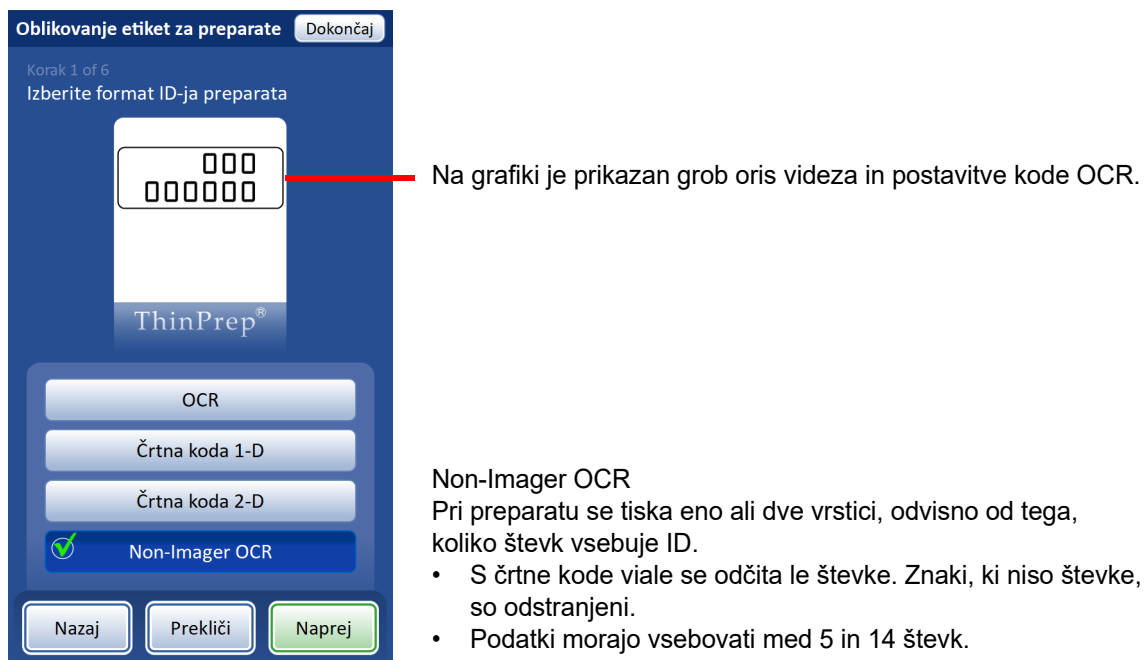 Oblikovanje etiket za preparate
Dokončaj
Korak 1 of 6
Izberite format ID-ja preparata
000
000000
ThinPrep®
OCR
Črtna koda 1-D
Črtna koda 2-D
Non-Imager OCR
Nazaj
Prekliči
Naprej
Na grafiki je prikazan grob oris videza in postavitve kode OCR.
Non-Imager OCR
Pri preparatu se tiska eno ali dve vrstici, odvisno od tega,
koliko števk vsebuje ID.
• S črtne kode viale se odčita le števke. Znaki, ki niso števke,
so odstranjeni.
• Podatki morajo vsebovati med 5 in 14 števk.